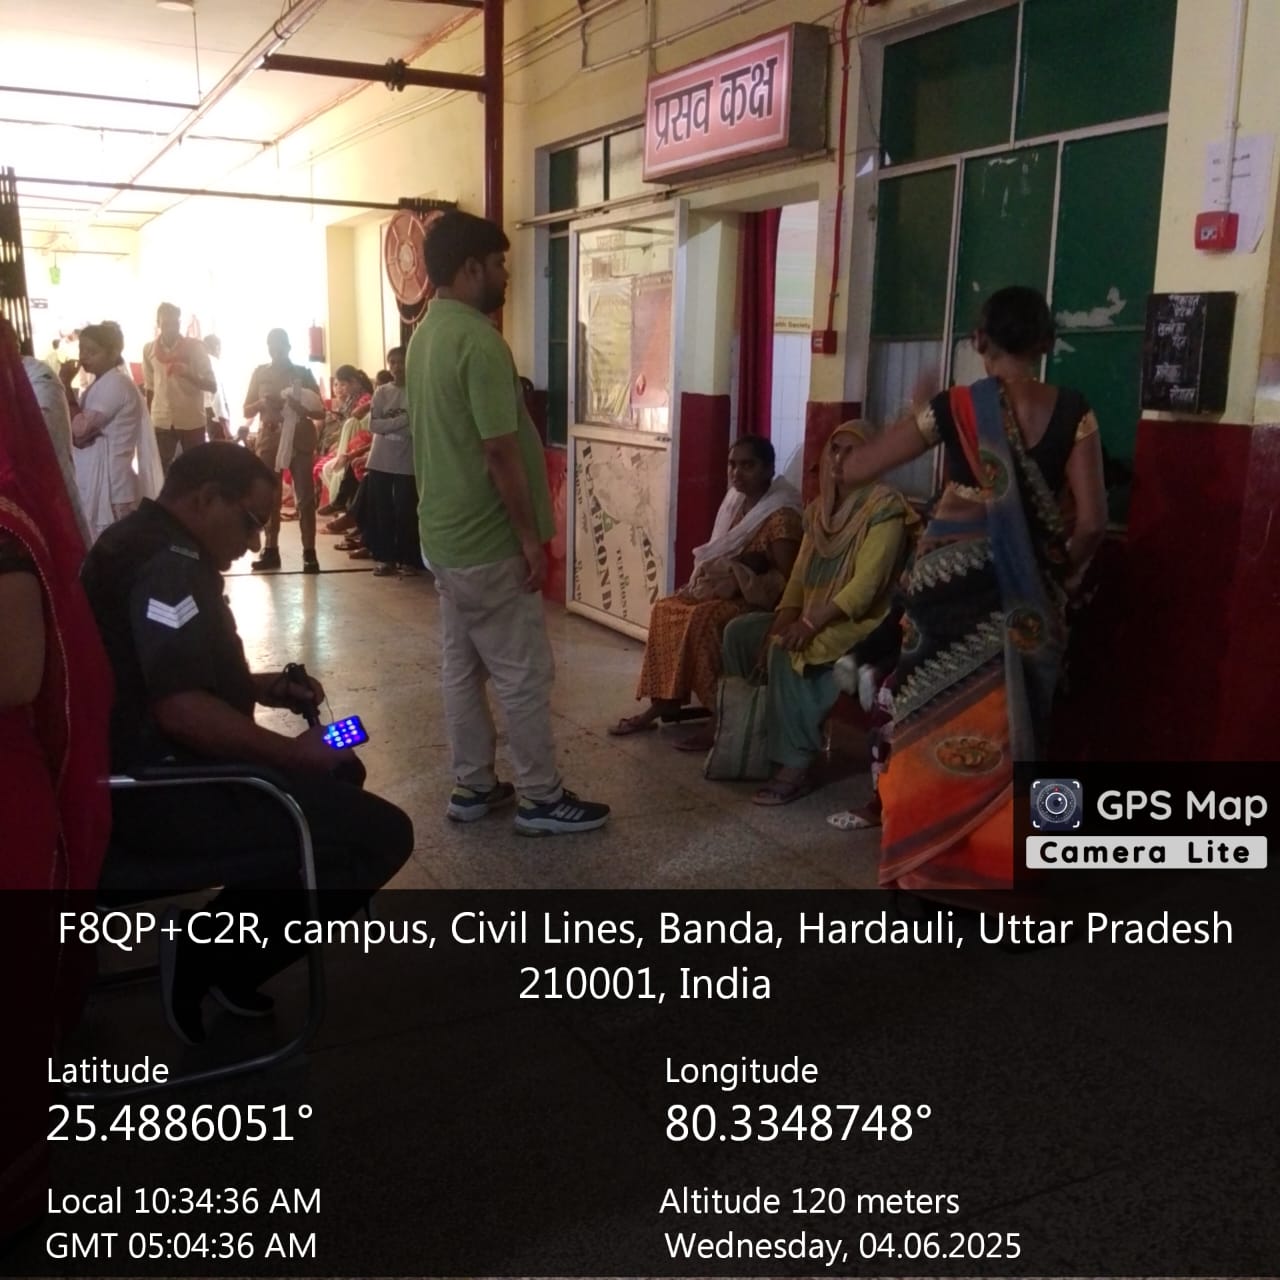 प्रसव कक्ष
TUFFBOND
TUFFBOND
GPS Map
Camera Lite
F8QP+C2R, campus, Civil Lines, Banda, Hardauli, Uttar Pradesh
210001, India
Latitude
25.4886051°
Longitude
80.3348748°
Local 10:34:36 AM
GMT 05:04:36 AM
Altitude 120 meters
Wednesday, 04.06.2025